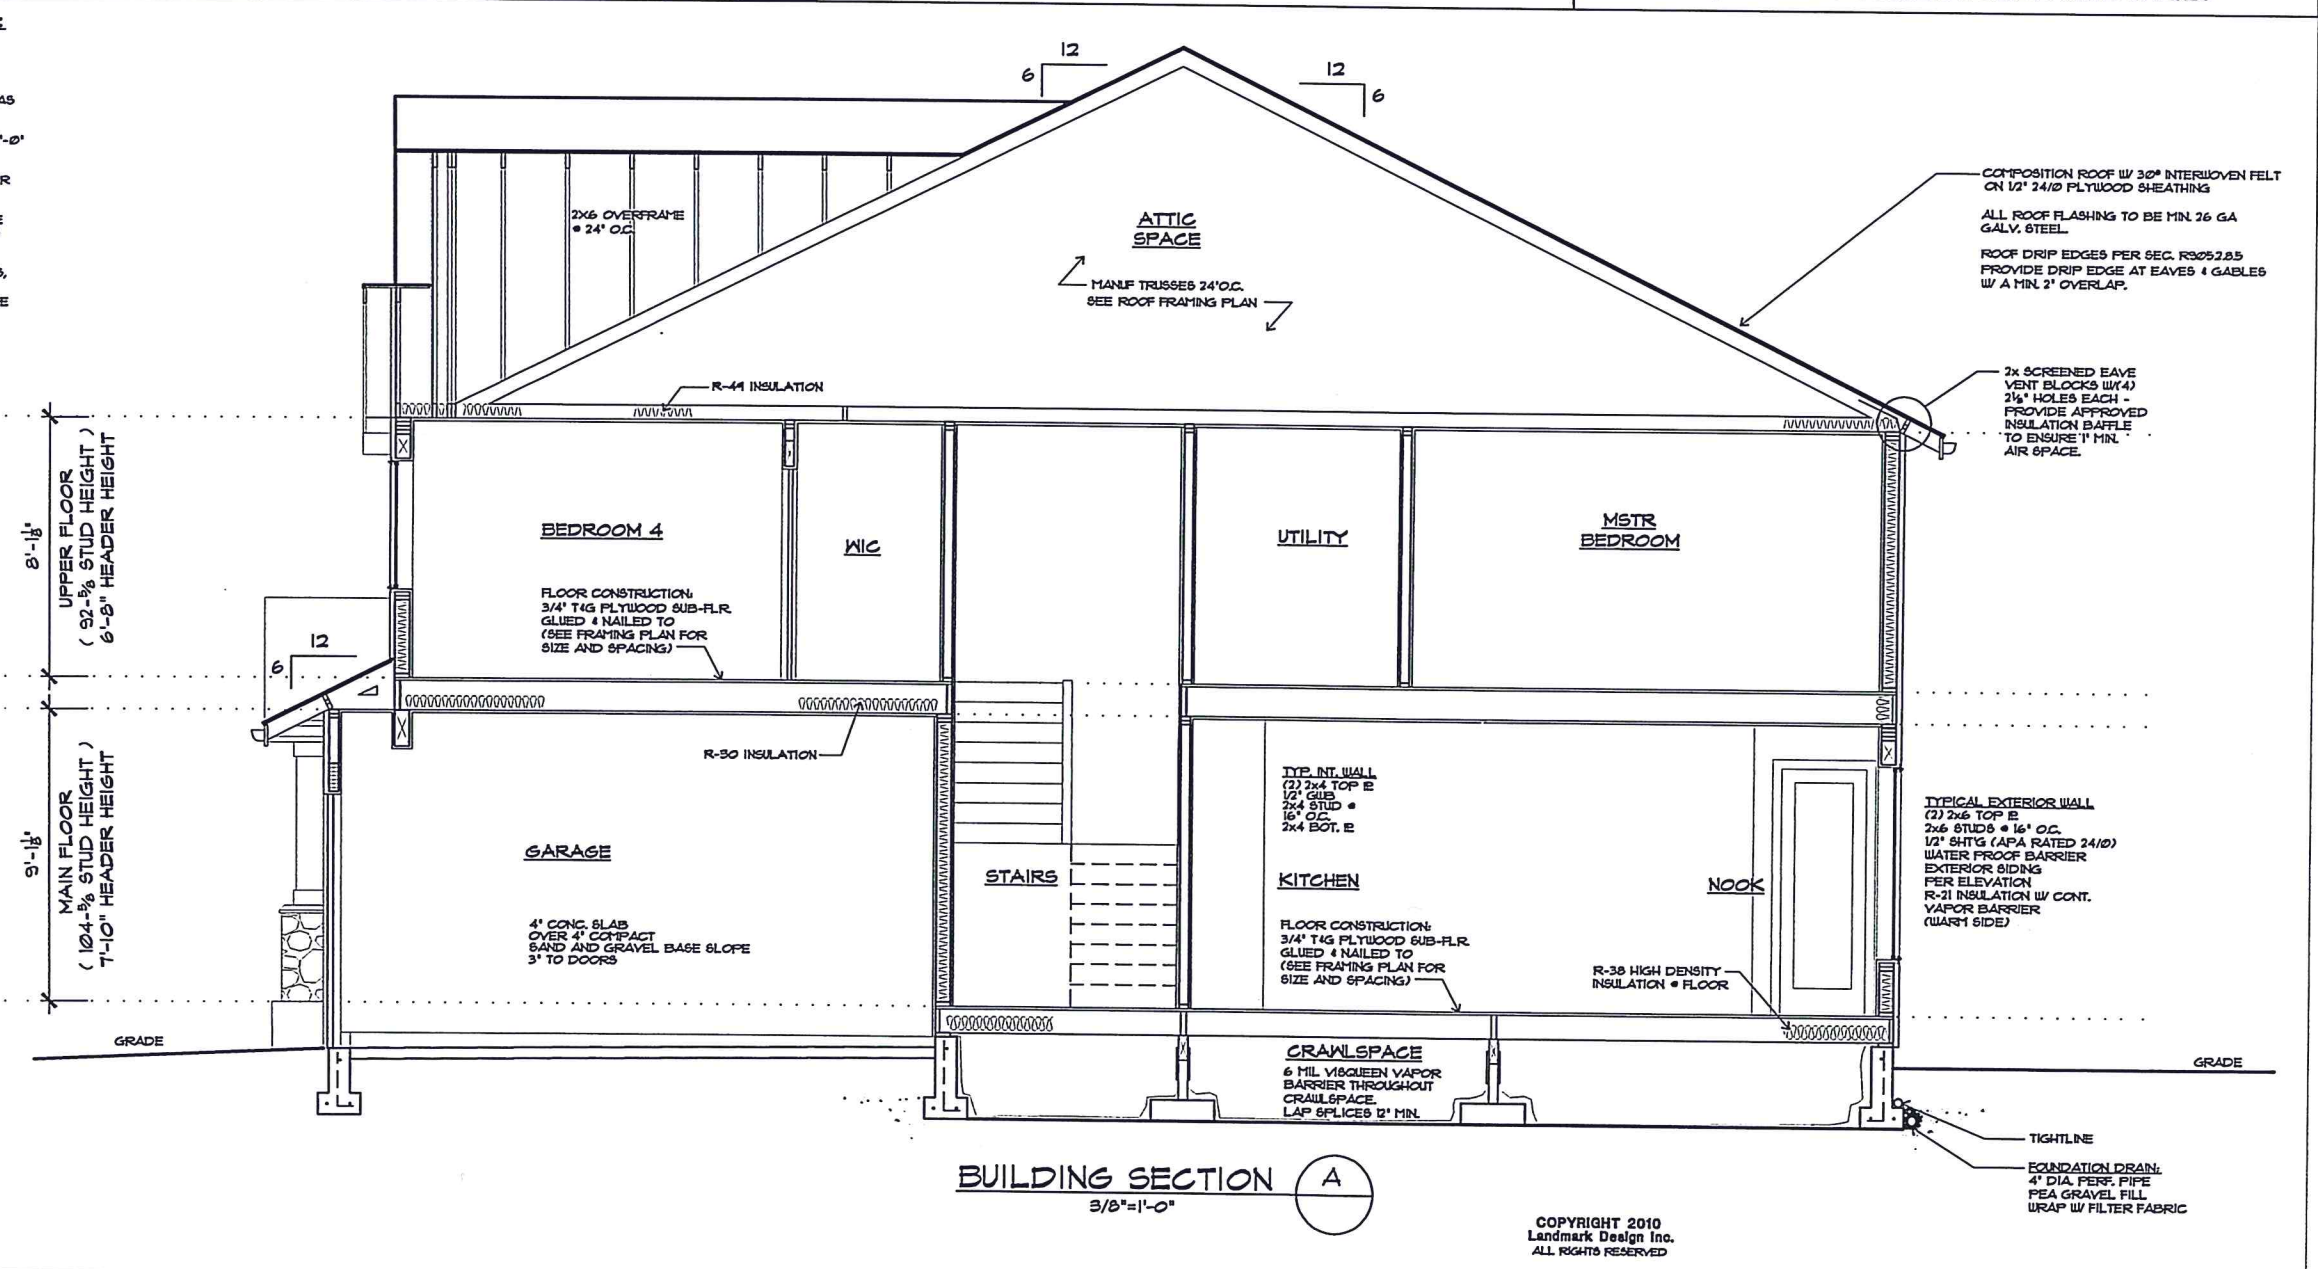 12
6
12
6
COMPOSITION ROOF W/ 30# INTERWOVEN FELT
ON 1/2" 24/0 PLYWOOD SHEATHING
ALL ROOF FLASHING TO BE MIN. 26 GA
GALV. STEEL.
ROOF DRIP EDGES PER SEC. R905.2.8.5
PROVIDE DRIP EDGE AT EAVES & GABLES
W/ A MIN. 2" OVERLAP.
2X6 OVERFRAME
@ 24" O.C.
ATTIC
SPACE
MANUF TRUSSES 24"O.C.
SEE ROOF FRAMING PLAN
R-49 INSULATION
2x SCREENED EAVE
VENT BLOCKS W/(4)
2 1/8" HOLES EACH -
PROVIDE APPROVED
INSULATION BAFFLE
TO ENSURE 1" MIN.
AIR SPACE.
8'-1 1/8"
UPPER FLOOR
( 92-5/8 STUD HEIGHT )
6'-8" HEADER HEIGHT
BEDROOM 4
WIC
UTILITY
MSTR
BEDROOM
FLOOR CONSTRUCTION:
3/4" T&G PLYWOOD SUB-FLR
GLUED & NAILED TO
(SEE FRAMING PLAN FOR
SIZE AND SPACING)
12
6
R-30 INSULATION
9'-1 1/8"
MAIN FLOOR
( 104-5/8 STUD HEIGHT )
7'-10" HEADER HEIGHT
GARAGE
4" CONC. SLAB
OVER 4" COMPACT
SAND AND GRAVEL BASE SLOPE
3" TO DOORS
STAIRS
TYP. INT. WALL
(2) 2x4 TOP PL
1/2" GWB
2x4 STUD @
16" O.C.
2x4 BOT. PL
KITCHEN
NOOK
FLOOR CONSTRUCTION:
3/4" T&G PLYWOOD SUB-FLR
GLUED & NAILED TO
(SEE FRAMING PLAN FOR
SIZE AND SPACING)
R-38 HIGH DENSITY
INSULATION @ FLOOR
TYPICAL EXTERIOR WALL
(2) 2x6 TOP PL
2x6 STUDS @ 16" O.C.
1/2" SHT'G (APA RATED 24/0)
WATER PROOF BARRIER
EXTERIOR SIDING
PER ELEVATION
R-21 INSULATION W/ CONT.
VAPOR BARRIER
(WARM SIDE)
GRADE
CRAWLSPACE
6 MIL VISQUEEN VAPOR
BARRIER THROUGHOUT
CRAWLSPACE.
LAP SPLICES 12" MIN.
GRADE
TIGHTLINE
FOUNDATION DRAIN:
4" DIA. PERF. PIPE
PEA GRAVEL FILL
WRAP W/ FILTER FABRIC
BUILDING SECTION
A
3/8"=1'-0"
COPYRIGHT 2010
Landmark Design Inc.
ALL RIGHTS RESERVED